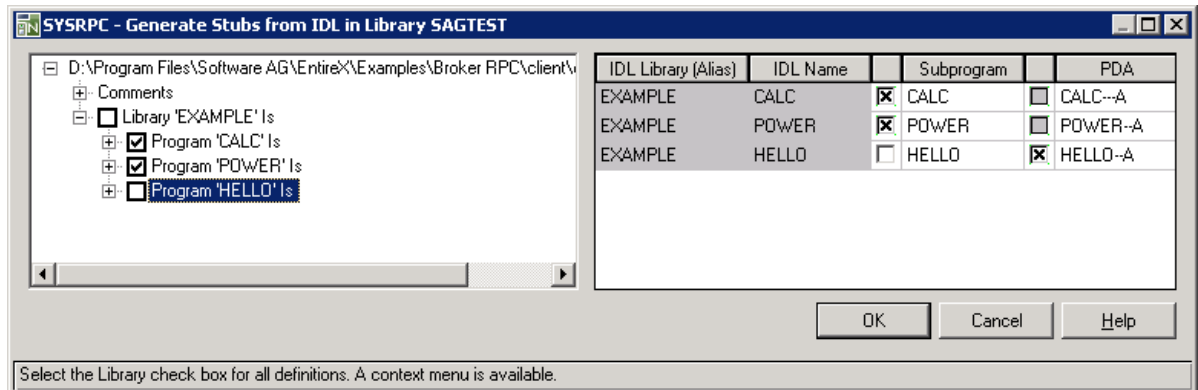 SYSRPC - Generate Stubs from IDL in Library SAGTEST
D:\Program Files\Software AG\EntireX\Examples\Broker RPC\client\
Comments
Library 'EXAMPLE' Is
Program 'CALC' Is
Program 'POWER' Is
Program 'HELLO' Is
IDL Library (Alias) IDL Name Subprogram PDA
EXAMPLE CALC CALC CALC---A
EXAMPLE POWER POWER POWER--A
EXAMPLE HELLO HELLO HELLO--A
OK Cancel Help
Select the Library check box for all definitions. A context menu is available.